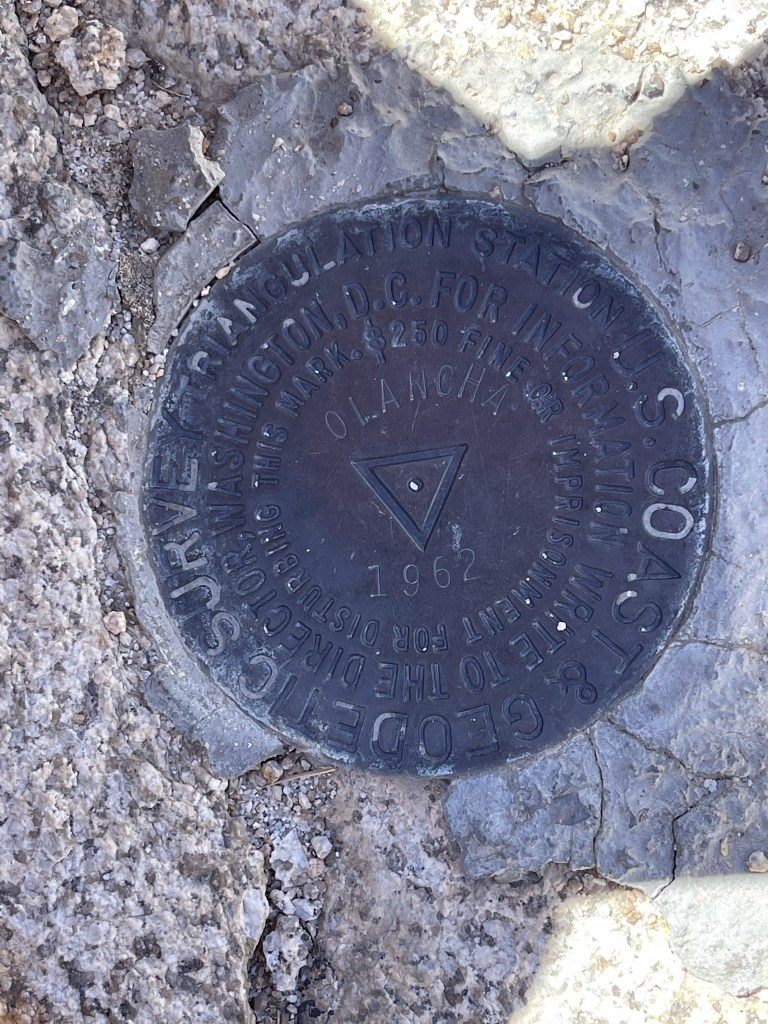 U.S. COAST & GEODETIC SURVEY TRIANGULATION STATION
FOR INFORMATION WRITE TO THE DIRECTOR, WASHINGTON, D.C.
$250 FINE OR IMPRISONMENT FOR DISTURBING THIS MARK.
OLANCHA
1962